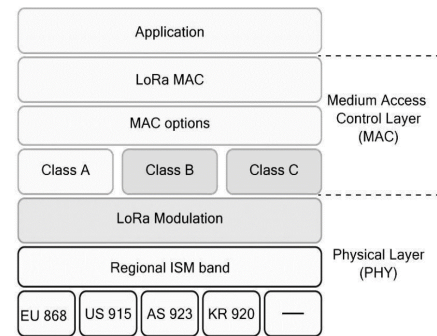 Application
LoRa MAC
MAC options
Class A
Class B
Class C
LoRa Modulation
Regional ISM band
EU 868
US 915
AS 923
KR 920
—
Medium Access
Control Layer
(MAC)
Physical Layer
(PHY)